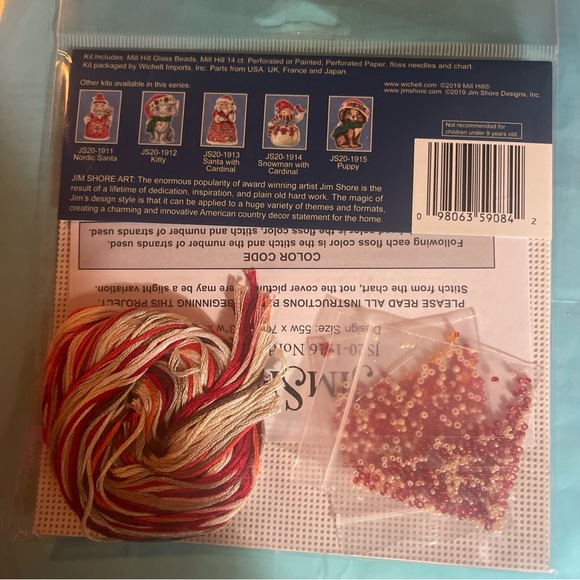 Kit Includes: Mill Hill Glass Beads, Mill Hill 14 ct. Perforated or Painted, Perforated Paper, floss needles and chart.
Kit packaged by Wichelt Imports, Inc. Parts from USA, UK, France and Japan.
Other kits available in this series:
www.wichelt.com ©2019 Mill Hill®
www.jimshore.com ©2019 Jim Shore Designs, Inc.
JS20-1911
Nordic Santa
JS20-1912
Kitty
JS20-1913
Santa with
Cardinal
JS20-1914
Snowman with
Cardinal
JS20-1915
Puppy
Not recommended for
children under 9 years old.
JIM SHORE ART: The enormous popularity of award winning artist Jim Shore is the
result of a lifetime of dedication, inspiration, and plain old hard work. The magic of
Jim's design style is that it can be applied to a huge variety of themes and formats,
creating a charming and innovative American country decor statement for the home.
0 98063 59084 2
PLEASE READ ALL INSTRUCTIONS BEGINNING THIS PROJECT.
Stitch from the chart, not the cover picture may be a slight variation.
COLOR CODE
Following each floss color is the stitch and number of strands used.